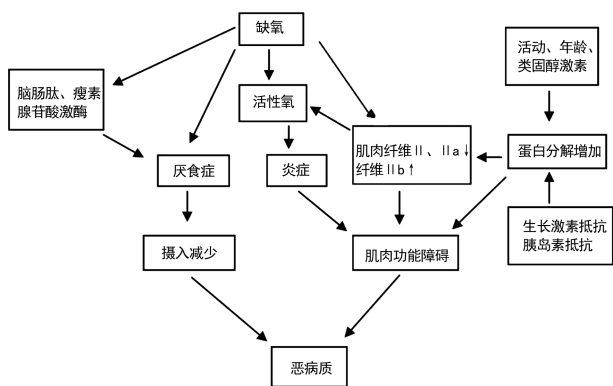 缺氧
活动、年龄、
类固醇激素
脑肠肽、瘦素
腺苷酸激酶
活性氧
肌肉纤维Ⅱ、Ⅱa↓
纤维Ⅱb↑
蛋白分解增加
厌食症
炎症
生长激素抵抗
胰岛素抵抗
摄入减少
肌肉功能障碍
恶病质